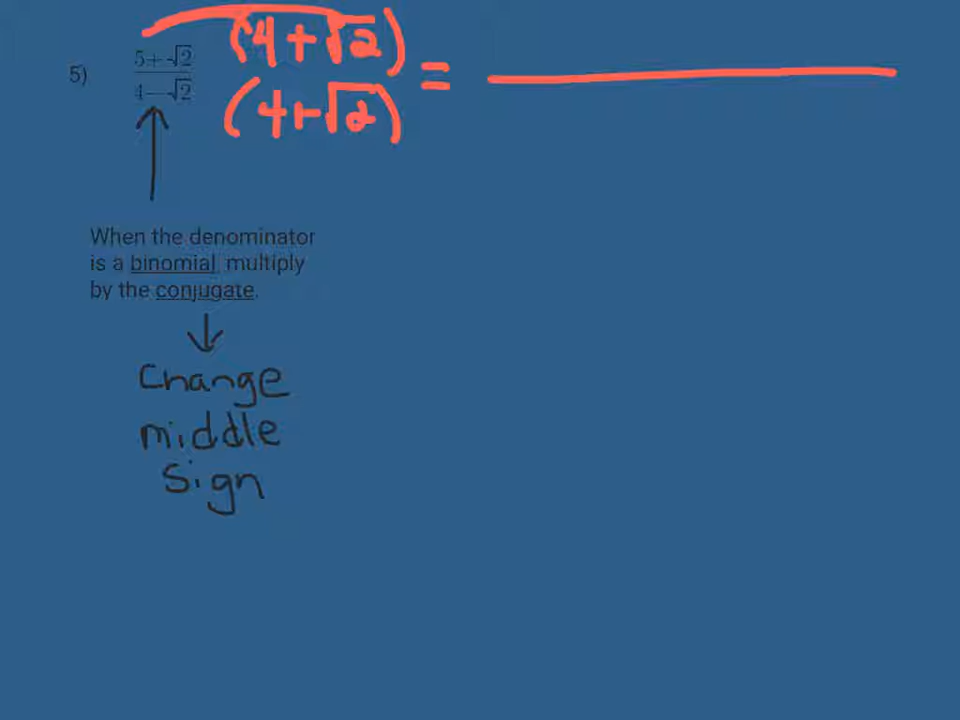 5) 5+√2 (4+√2) =
4−√2 (4+√2)
When the denominator
is a binomial, multiply
by the conjugate.
Change
middle
Sign